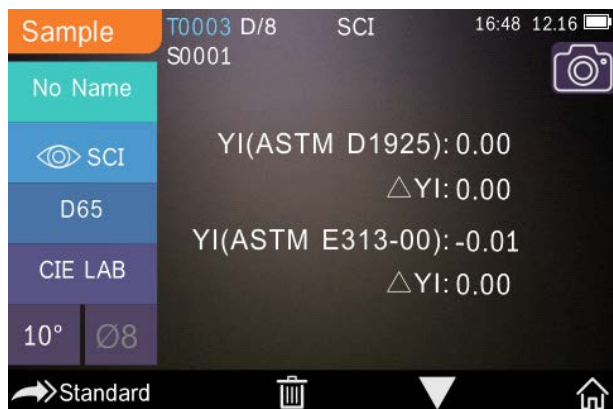 Sample
T0003 D/8 SCI 16:48 12.16
S0001
No Name
SCI
D65
CIE LAB
10° Ø8
YI(ASTM D1925): 0.00
△YI: 0.00
YI(ASTM E313-00): -0.01
△YI: 0.00
Standard